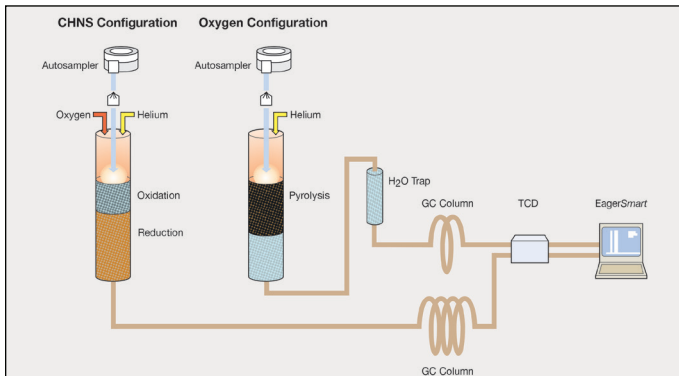 CHNS Configuration
Oxygen Configuration
Autosampler
Autosampler
Oxygen
Helium
Helium
H2O Trap
GC Column
TCD
EagerSmart
Oxidation
Pyrolysis
Reduction
GC Column